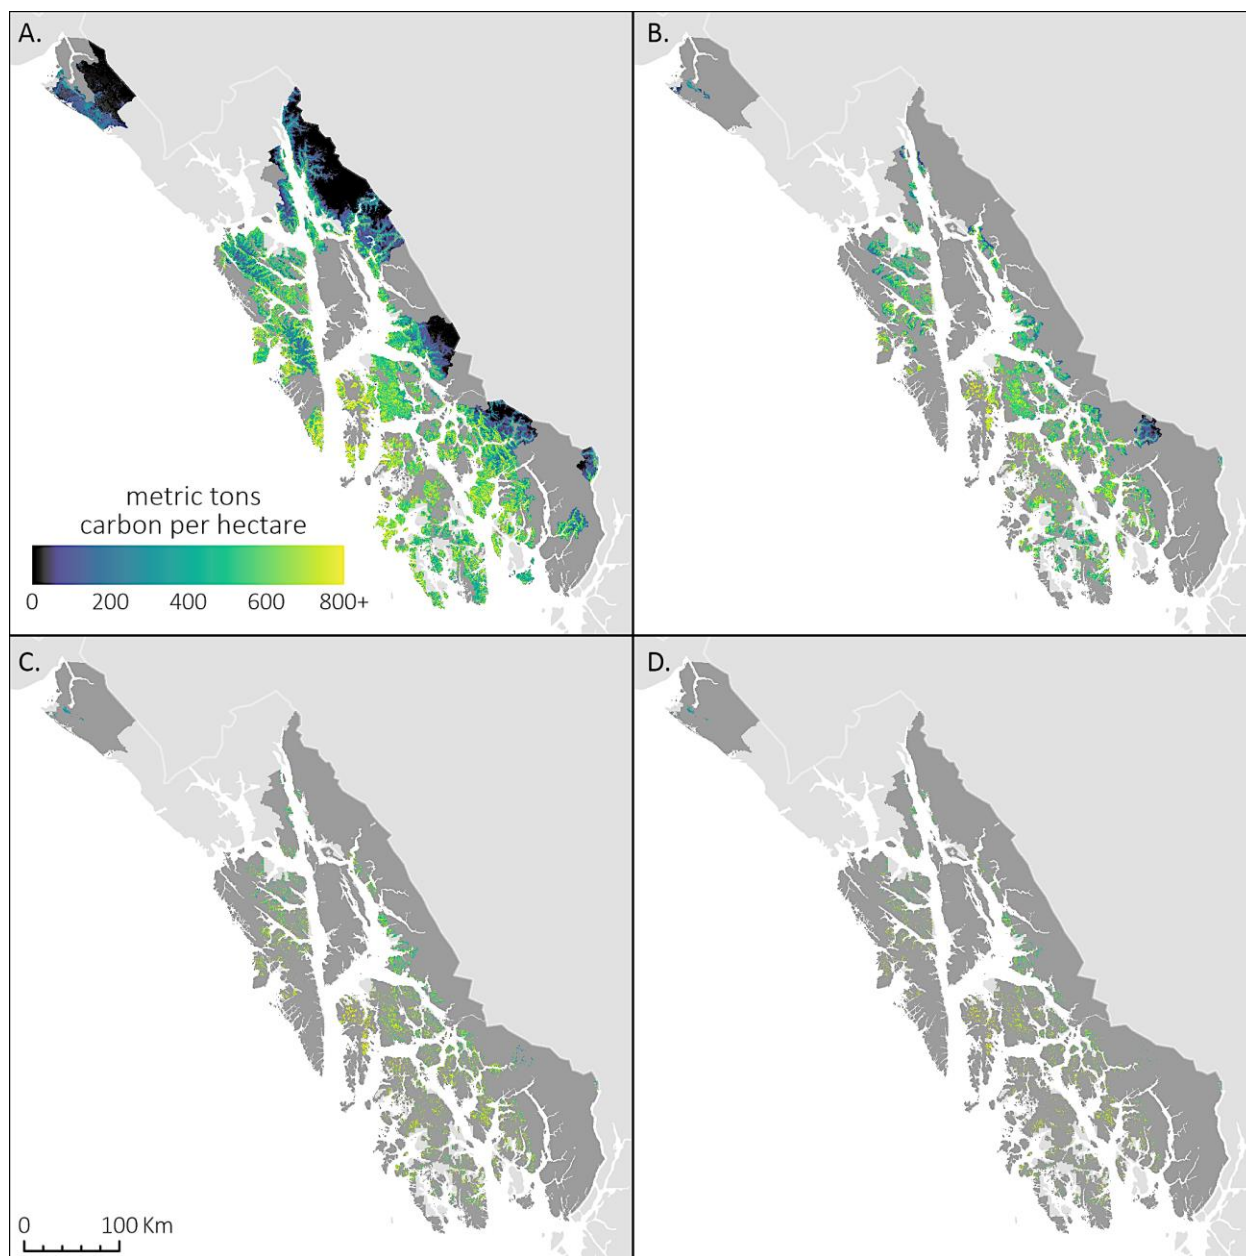 A.
B.
metric tons
carbon per hectare
0 200 400 600 800+
C.
D.
0 100 Km